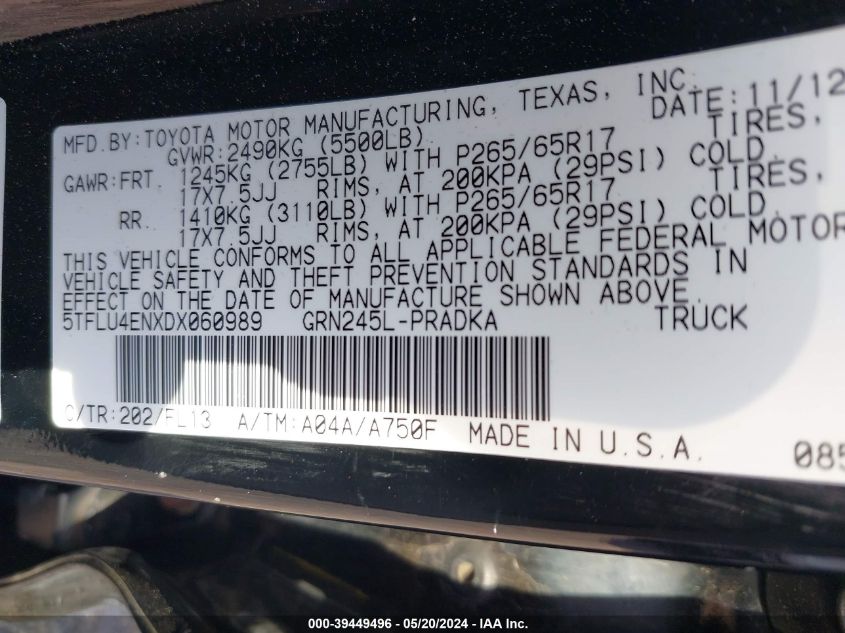 MFD.BY:TOYOTA MOTOR MANUFACTURING, TEXAS, INC. DATE:11/12
GVWR:2490KG (5500LB)
GAWR:FRT. 1245KG (2755LB) WITH P265/65R17 TIRES,
17X7.5JJ RIMS, AT 200KPA (29PSI) COLD.
RR 1410KG (3110LB) WITH P265/65R17 TIRES,
17X7.5JJ RIMS, AT 200KPA (29PSI) COLD.
THIS VEHICLE CONFORMS TO ALL APPLICABLE FEDERAL MOTOR
VEHICLE SAFETY AND THEFT PREVENTION STANDARDS IN
EFFECT ON THE DATE OF MANUFACTURE SHOWN ABOVE.
5TFLU4ENXDX060989 GRN245L-PRADKA TRUCK
C/TR:202/FL13 A/TM:A04A/A750F MADE IN U.S.A. 085
000-39449496 - 05/20/2024 - IAA Inc.